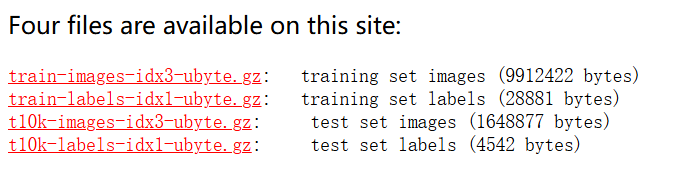 Four files are available on this site:
train-images-idx3-ubyte.gz: training set images (9912422 bytes)
train-labels-idx1-ubyte.gz: training set labels (28881 bytes)
t10k-images-idx3-ubyte.gz: test set images (1648877 bytes)
t10k-labels-idx1-ubyte.gz: test set labels (4542 bytes)